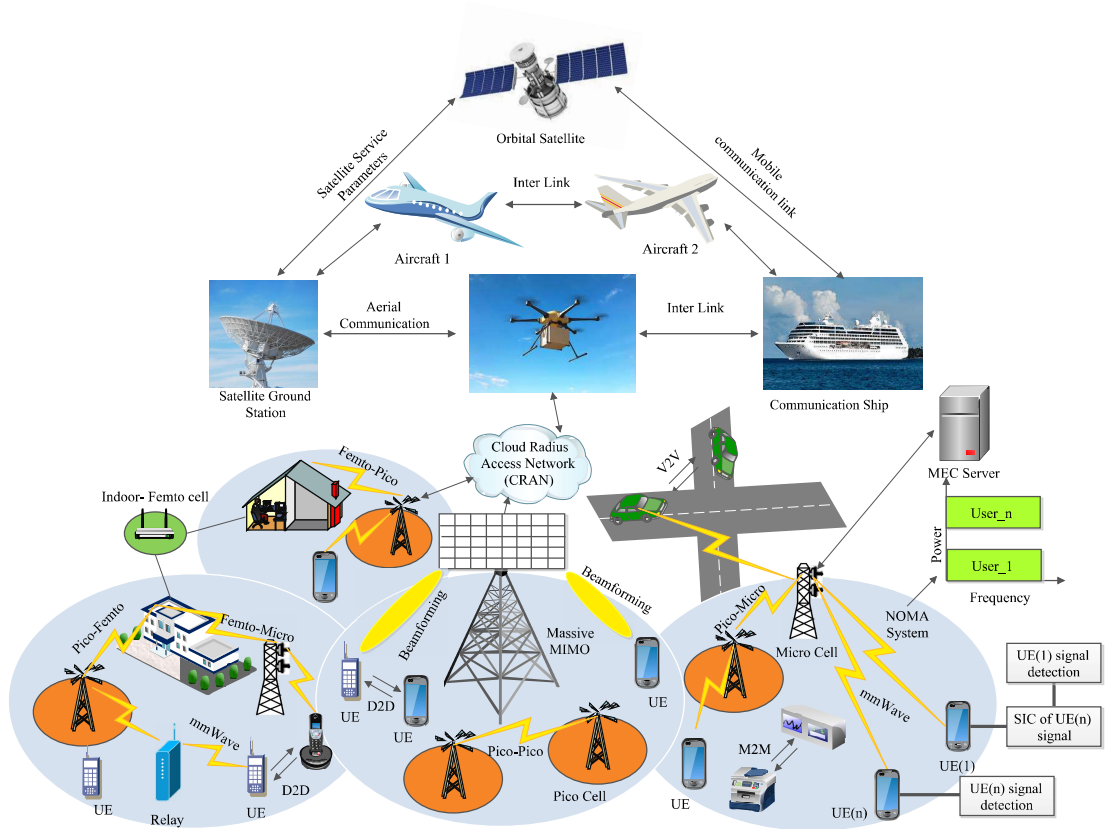 Orbital Satellite
Satellite Service
Parameters
Mobile
communication link
Inter Link
Aircraft 1
Aircraft 2
Aerial
Communication
Inter Link
Satellite Ground
Station
Communication Ship
Cloud Radius
Access Network
(CRAN)
V2V
MEC Server
Femto-Pico
Indoor- Femto cell
User_n
Power
User_1
Frequency
NOMA
System
Pico-Femto
Femto-Micro
Beamforming
Beamforming
Massive
MIMO
Pico-Micro
Micro Cell
UE(1) signal
detection
SIC of UE(n)
signal
mmWave
UE
D2D
UE
UE
mmWave
Pico-Pico
M2M
UE(1)
UE
Relay
UE
D2D
Pico Cell
UE
UE(n)
UE(n) signal
detection